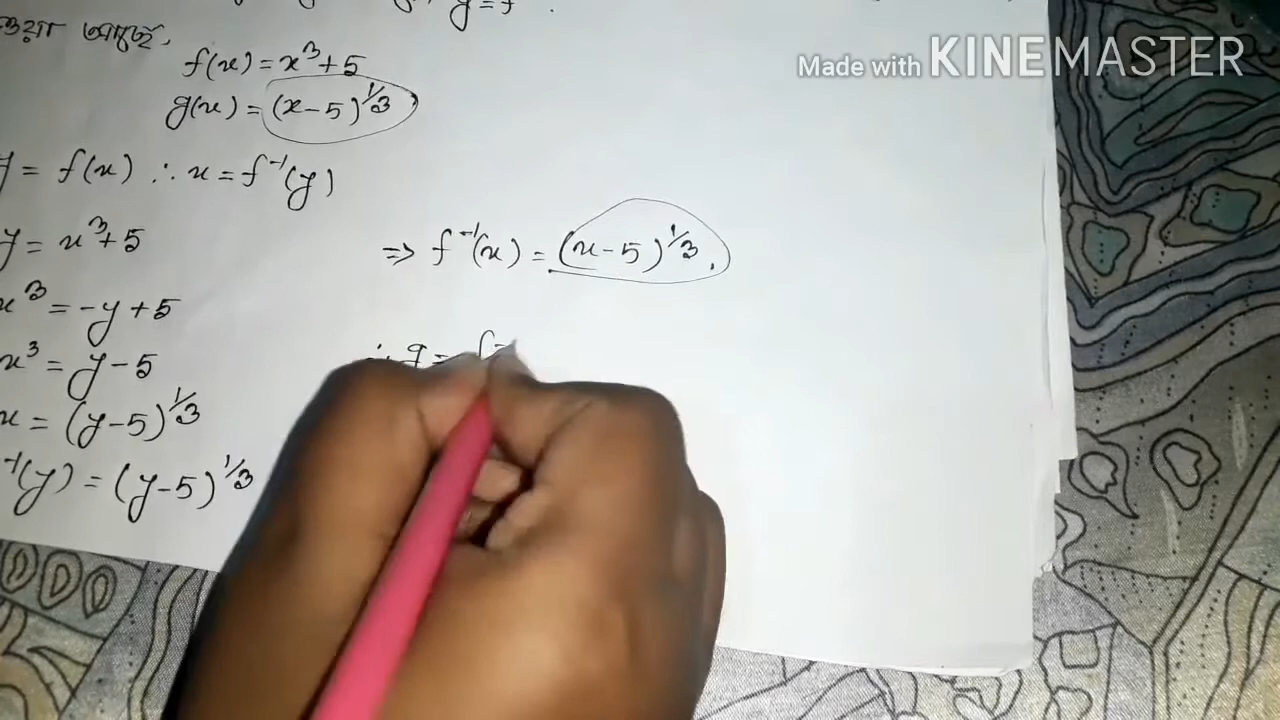 y = f
Made with KINEMASTER
f(x) = x³+5
g(x) = (x-5)^1/3
y = f(x) ∴ x = f⁻¹(y)
y = x³+5
⇒ f⁻¹(x) = (x-5)^1/3.
x³ = -y+5
x³ = y-5
∴ g = f
x = (y-5)^1/3
⁻¹(y) = (y-5)^1/3